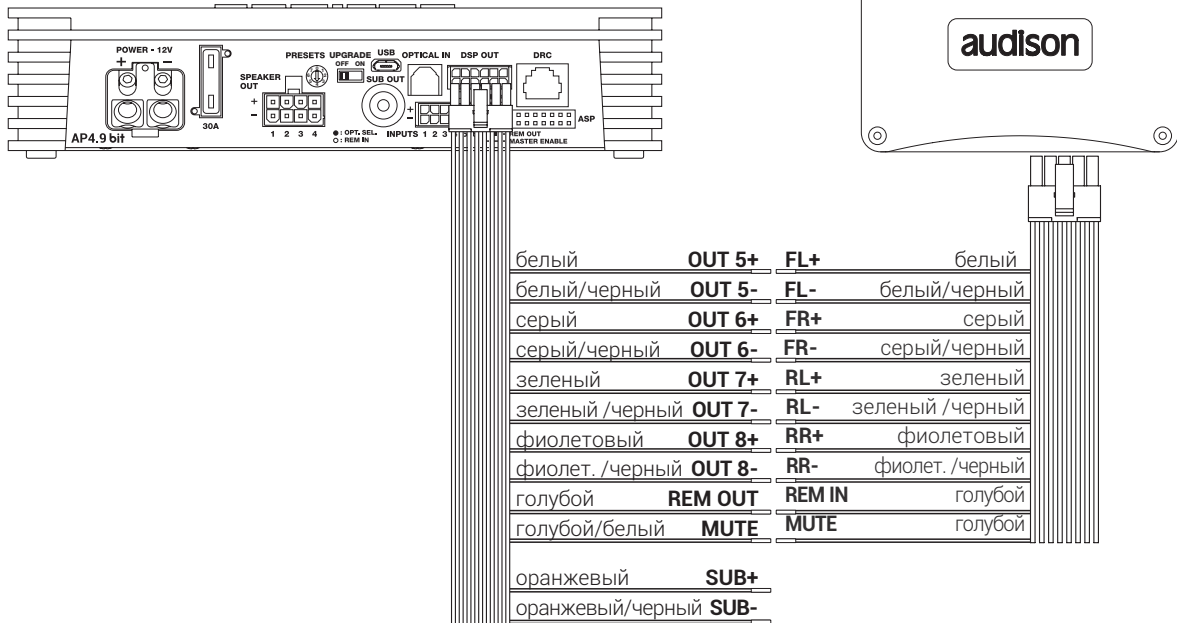 POWER - 12V
+ -
30A
AP4.9 bit
PRESETS UPGRADE USB OPTICAL IN DSP OUT DRC
OFF ON
SPEAKER OUT
SUB OUT
+
-
1 2 3 4
● : OPT. SEL.
○ : REM IN
INPUTS 1 2 3
+
-
ASP
REM OUT
MASTER ENABLE
audison
белый OUT 5+ FL+ белый
белый/черный OUT 5- FL- белый/черный
серый OUT 6+ FR+ серый
серый/черный OUT 6- FR- серый/черный
зеленый OUT 7+ RL+ зеленый
зеленый /черный OUT 7- RL- зеленый /черный
фиолетовый OUT 8+ RR+ фиолетовый
фиолет. /черный OUT 8- RR- фиолет. /черный
голубой REM OUT REM IN голубой
голубой/белый MUTE MUTE голубой
оранжевый SUB+
оранжевый/черный SUB-